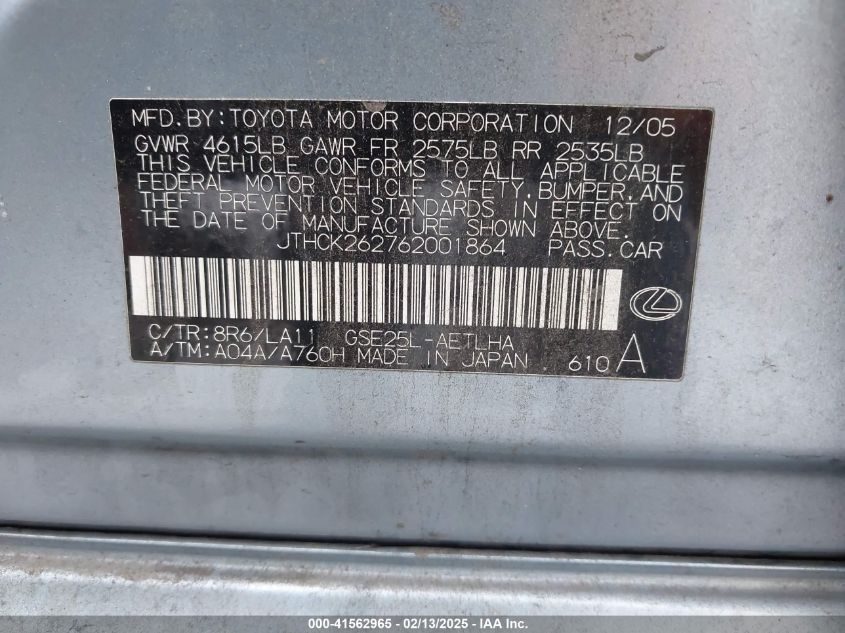 MFD.BY:TOYOTA MOTOR CORPORATION 12/05
GVWR 4615LB GAWR FR 2575LB RR 2535LB
THIS VEHICLE CONFORMS TO ALL APPLICABLE
FEDERAL MOTOR VEHICLE SAFETY,BUMPER,AND
THEFT PREVENTION STANDARDS IN EFFECT ON
THE DATE OF MANUFACTURE SHOWN ABOVE.
JTHCK262762001864 PASS.CAR
C/TR:8R6/LA11 GSE25L-AETLHA
A/TM:A04A/A760H MADE IN JAPAN 610 A
000-41562965 - 02/13/2025 - IAA Inc.